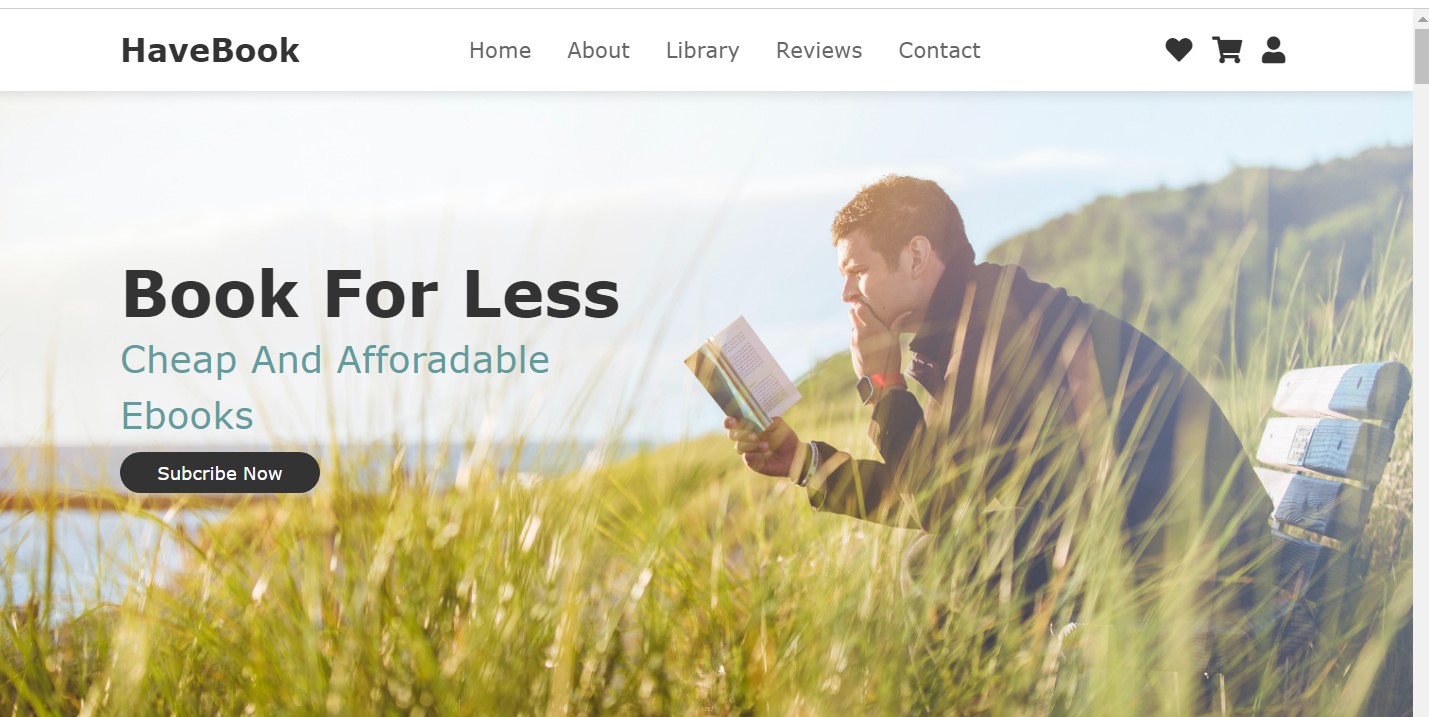 HaveBook
Home About Library Reviews Contact
Book For Less
Cheap And Afforadable
Ebooks
Subcribe Now